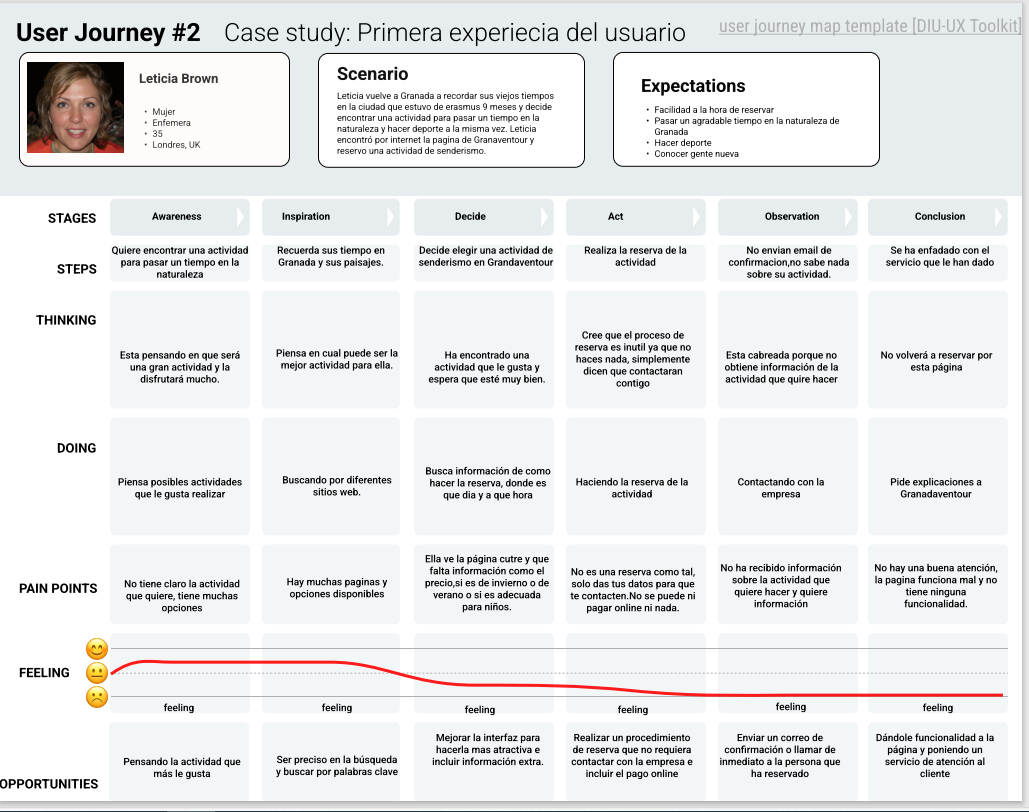 User Journey #2 Case study: Primera experiecia del usuario
user journey map template [DIU-UX Toolkit]
Leticia Brown
• Mujer
• Enfemera
• 35
• Londres, UK
Scenario
Leticia vuelve a Granada a recordar sus viejos tiempos
en la ciudad que estuvo de erasmus 9 meses y decide
encontrar una actividad para pasar un tiempo en la
naturaleza y hacer deporte a la misma vez. Leticia
encontró por internet la pagina de Granaventour y
reservo una actividad de senderismo.
Expectations
• Facilidad a la hora de reservar
• Pasar un agradable tiempo en la naturaleza de
Granada
• Hacer deporte
• Conocer gente nueva
STAGES
Awareness
Inspiration
Decide
Act
Observation
Conclusion
STEPS
Quiere encontrar una actividad
para pasar un tiempo en la
naturaleza
Recuerda sus tiempo en
Granada y sus paisajes.
Decide elegir una actividad de
senderismo en Grandaventour
Realiza la reserva de la
actividad
No envian email de
confirmacion,no sabe nada
sobre su actividad.
Se ha enfadado con el
servicio que le han dado
THINKING
Esta pensando en que será
una gran actividad y la
disfrutará mucho.
Piensa en cual puede ser la
mejor actividad para ella.
Ha encontrado una
actividad que le gusta y
espera que esté muy bien.
Cree que el proceso de
reserva es inutil ya que no
haces nada, simplemente
dicen que contactaran
contigo
Esta cabreada porque no
obtiene información de la
actividad que quire hacer
No volverá a reservar por
esta página
DOING
Piensa posibles actividades
que le gusta realizar
Buscando por diferentes
sitios web.
Busca información de como
hacer la reserva, donde es
que dia y a que hora
Haciendo la reserva de la
actividad
Contactando con la
empresa
Pide explicaciones a
Granadaventour
PAIN POINTS
No tiene claro la actividad
que quiere, tiene muchas
opciones
Hay muchas paginas y
opciones disponibles
Ella ve la página cutre y que
falta información como el
precio,si es de invierno o de
verano o si es adecuada
para niños.
No es una reserva como tal,
solo das tus datos para que
te contacten.No se puede ni
pagar online ni nada.
No ha recibido información
sobre la actividad que
quiere hacer y quiere
información
No hay una buena atención,
la pagina funciona mal y no
tiene ninguna
funcionalidad.
FEELING
feeling
feeling
feeling
feeling
feeling
feeling
OPPORTUNITIES
Pensando la actividad que
más le gusta
Ser preciso en la búsqueda
y buscar por palabras clave
Mejorar la interfaz para
hacerla mas atractiva e
incluir información extra.
Realizar un procedimiento
de reserva que no requiera
contactar con la empresa e
incluir el pago online
Enviar un correo de
confirmación o llamar de
inmediato a la persona que
ha reservado
Dándole funcionalidad a la
página y poniendo un
servicio de atención al
cliente